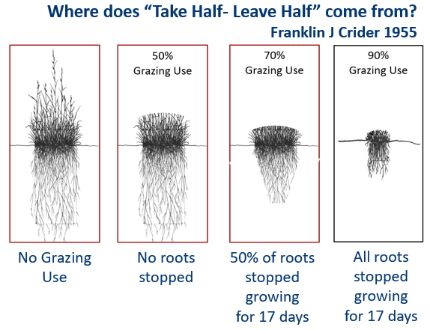 Where does “Take Half- Leave Half” come from?
Franklin J Crider 1955
50%
Grazing Use
70%
Grazing Use
90%
Grazing Use
No Grazing
Use
No roots
stopped
50% of roots
stopped
growing
for 17 days
All roots
stopped
growing
for 17 days